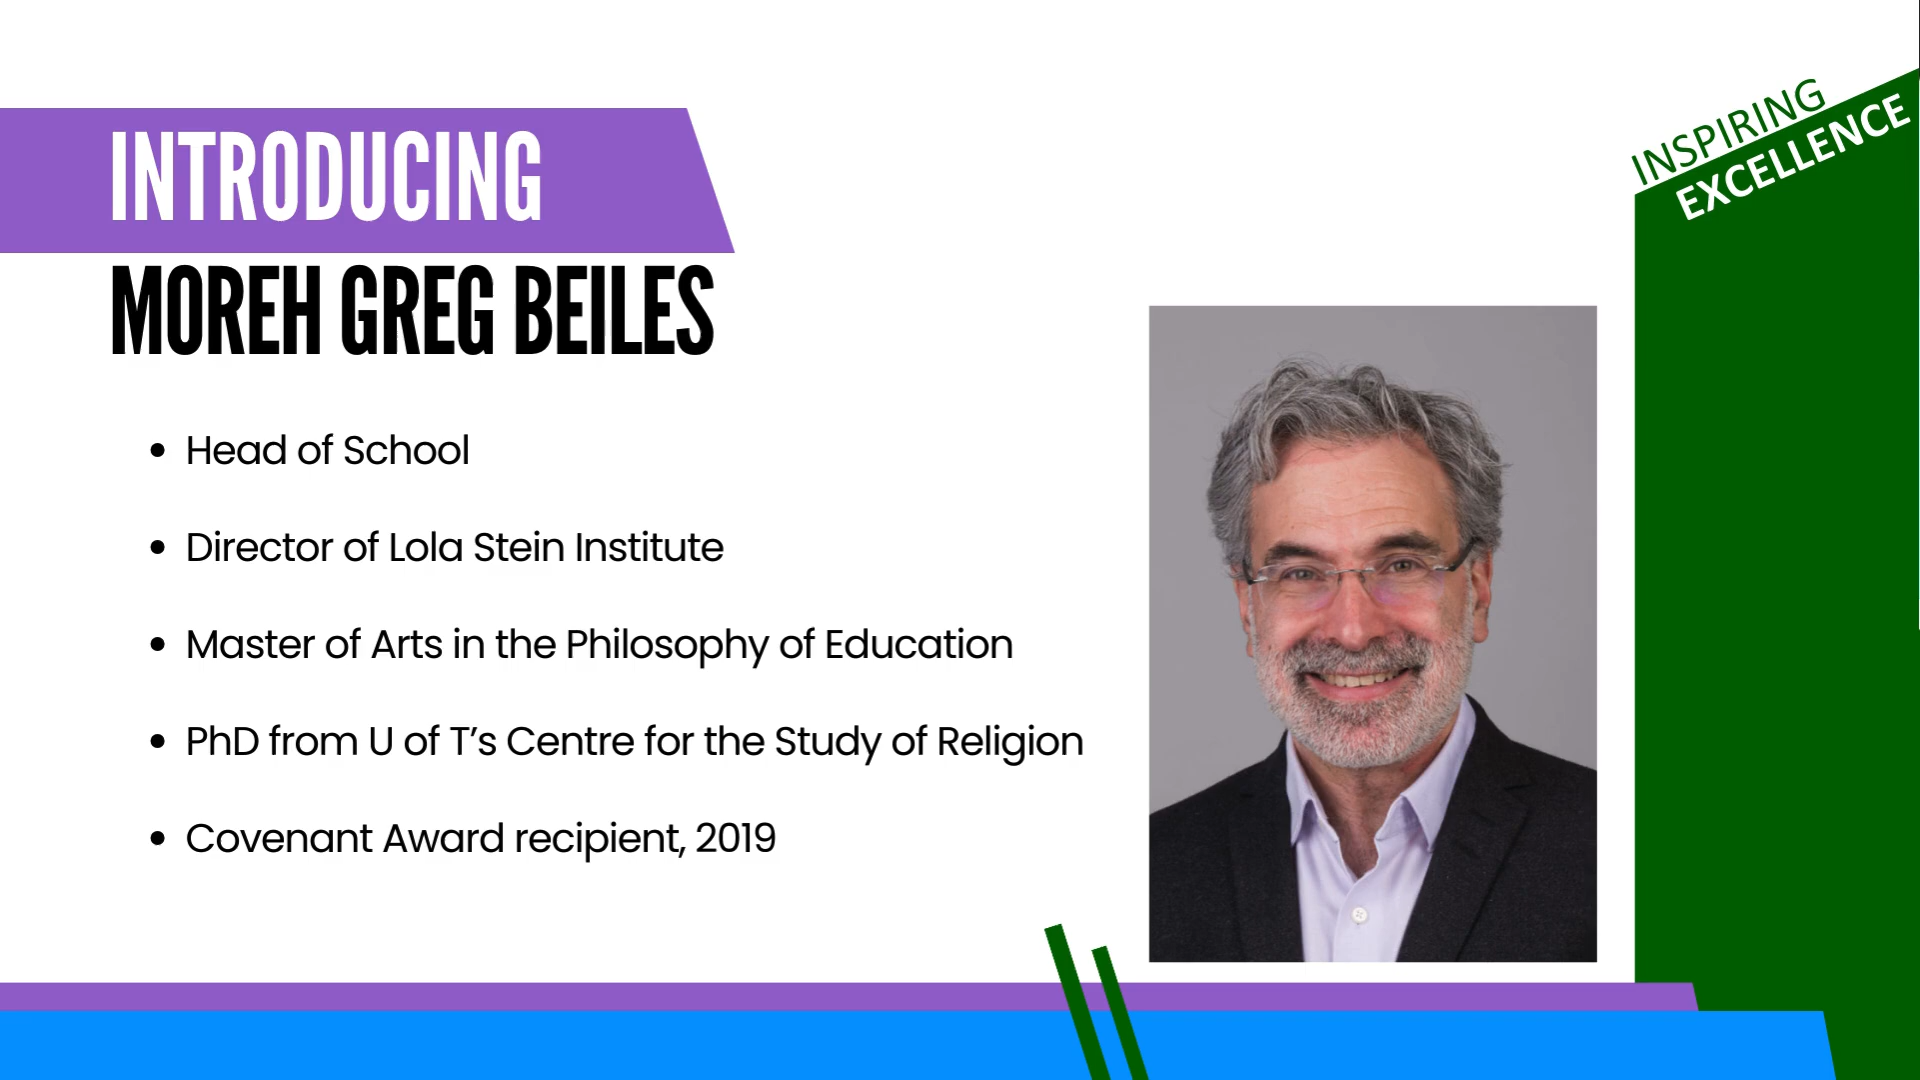 INTRODUCING
MOREH GREG BEILES
Head of School
Director of Lola Stein Institute
Master of Arts in the Philosophy of Education
PhD from U of T’s Centre for the Study of Religion
Covenant Award recipient, 2019
INSPIRING
EXCELLENCE